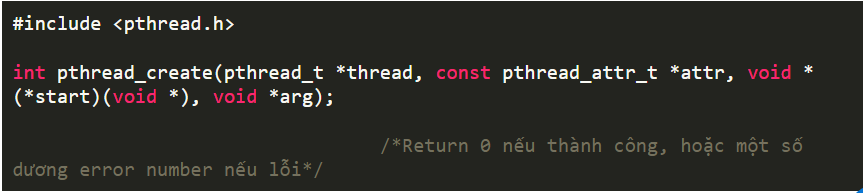 #include <pthread.h>
int pthread_create(pthread_t *thread, const pthread_attr_t *attr, void *
(*start)(void *), void *arg);
/*Return 0 nếu thành công, hoặc một số
dương error number nếu lỗi*/